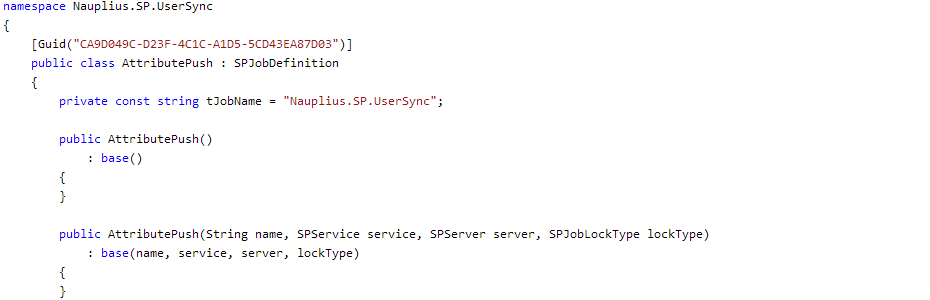 namespace Nauplius.SP.UserSync
{
[Guid("CA9D049C-D23F-4C1C-A1D5-5CD43EA87D03")]
public class AttributePush : SPJobDefinition
{
private const string tJobName = "Nauplius.SP.UserSync";
public AttributePush()
: base()
{
}
public AttributePush(String name, SPService service, SPServer server, SPJobLockType lockType)
: base(name, service, server, lockType)
{
}